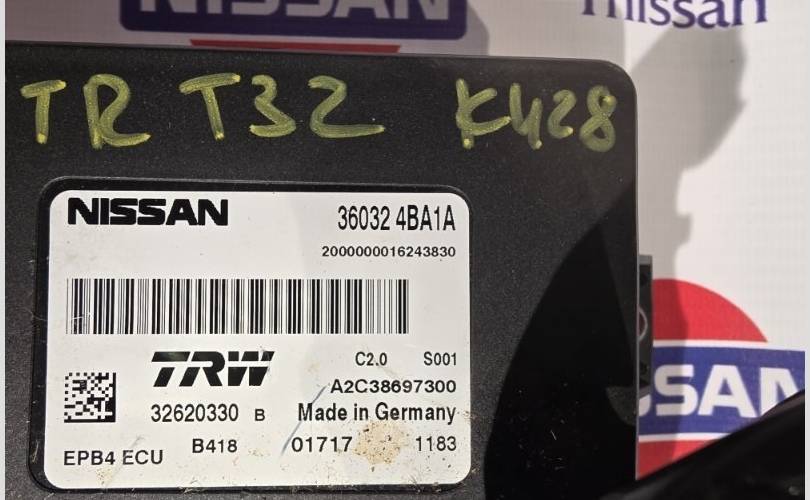 NISSAN
nissan
TR T32 K428
NISSAN 36032 4BA1A
2000000016243830
TRW C2.0 S001
A2C38697300
32620330 B Made in Germany
EPB4 ECU B418 01717 1183
SSAN